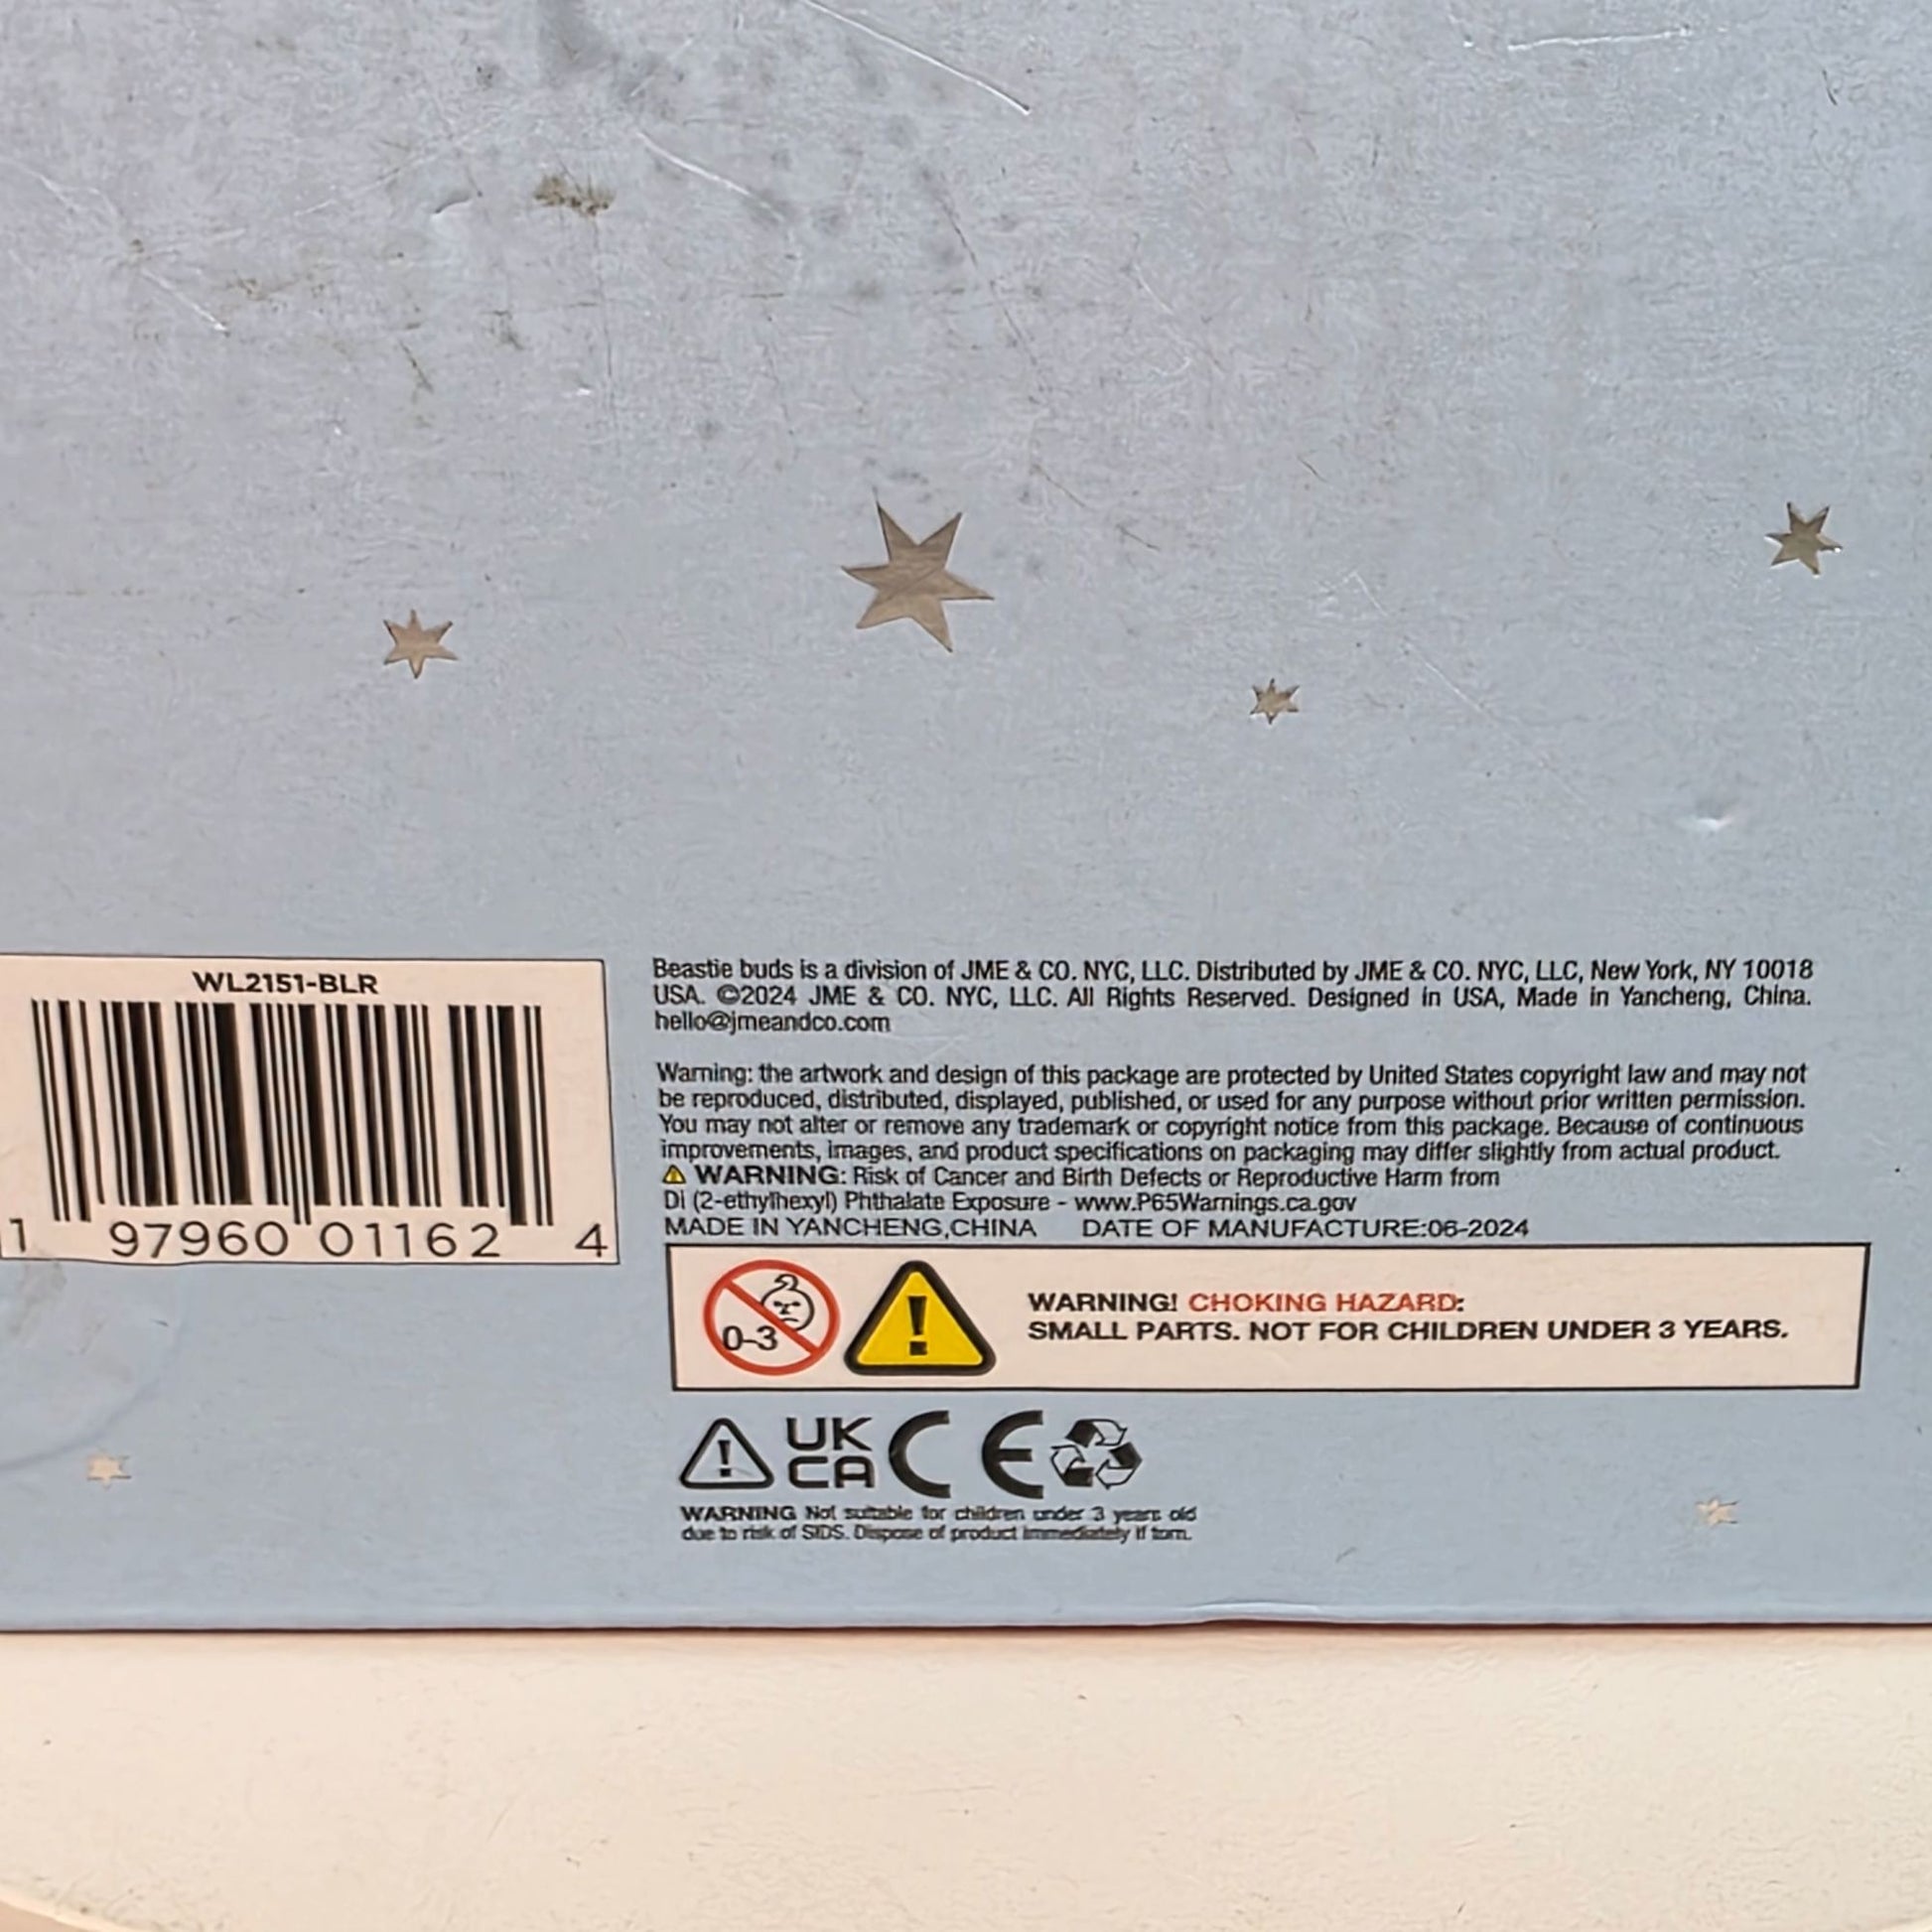 WL2151-BLR
1 97960 01162 4
Beastie buds is a division of JME & CO. NYC, LLC. Distributed by JME & CO. NYC, LLC, New York, NY 10018
USA. ©2024 JME & CO. NYC, LLC. All Rights Reserved. Designed in USA, Made in Yancheng, China.
hello@jmeandco.com
Warning: the artwork and design of this package are protected by United States copyright law and may not
be reproduced, distributed, displayed, published, or used for any purpose without prior written permission.
You may not alter or remove any trademark or copyright notice from this package. Because of continuous
improvements, images, and product specifications on packaging may differ slightly from actual product.
WARNING: Risk of Cancer and Birth Defects or Reproductive Harm from
Di (2-ethylhexyl) Phthalate Exposure - www.P65Warnings.ca.gov
MADE IN YANCHENG,CHINA DATE OF MANUFACTURE:06-2024
0-3
WARNING! CHOKING HAZARD:
SMALL PARTS. NOT FOR CHILDREN UNDER 3 YEARS.
UK
CA
CE
WARNING Not suitable for children under 3 years old
due to risk of SIDS. Dispose of product immediately if torn.